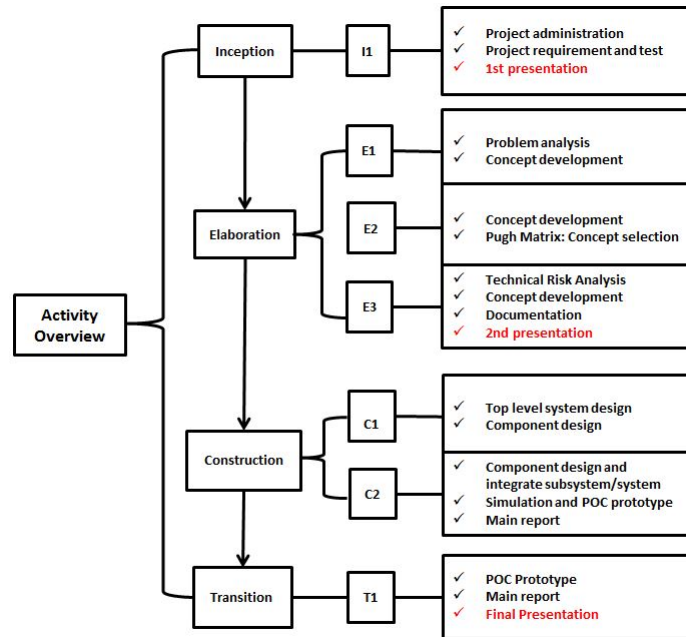 Activity
Overview
Inception
I1
✓ Project administration
✓ Project requirement and test
✓ 1st presentation
Elaboration
E1
✓ Problem analysis
✓ Concept development
E2
✓ Concept development
✓ Pugh Matrix: Concept selection
E3
✓ Technical Risk Analysis
✓ Concept development
✓ Documentation
✓ 2nd presentation
Construction
C1
✓ Top level system design
✓ Component design
C2
✓ Component design and
integrate subsystem/system
✓ Simulation and POC prototype
✓ Main report
Transition
T1
✓ POC Prototype
✓ Main report
✓ Final Presentation